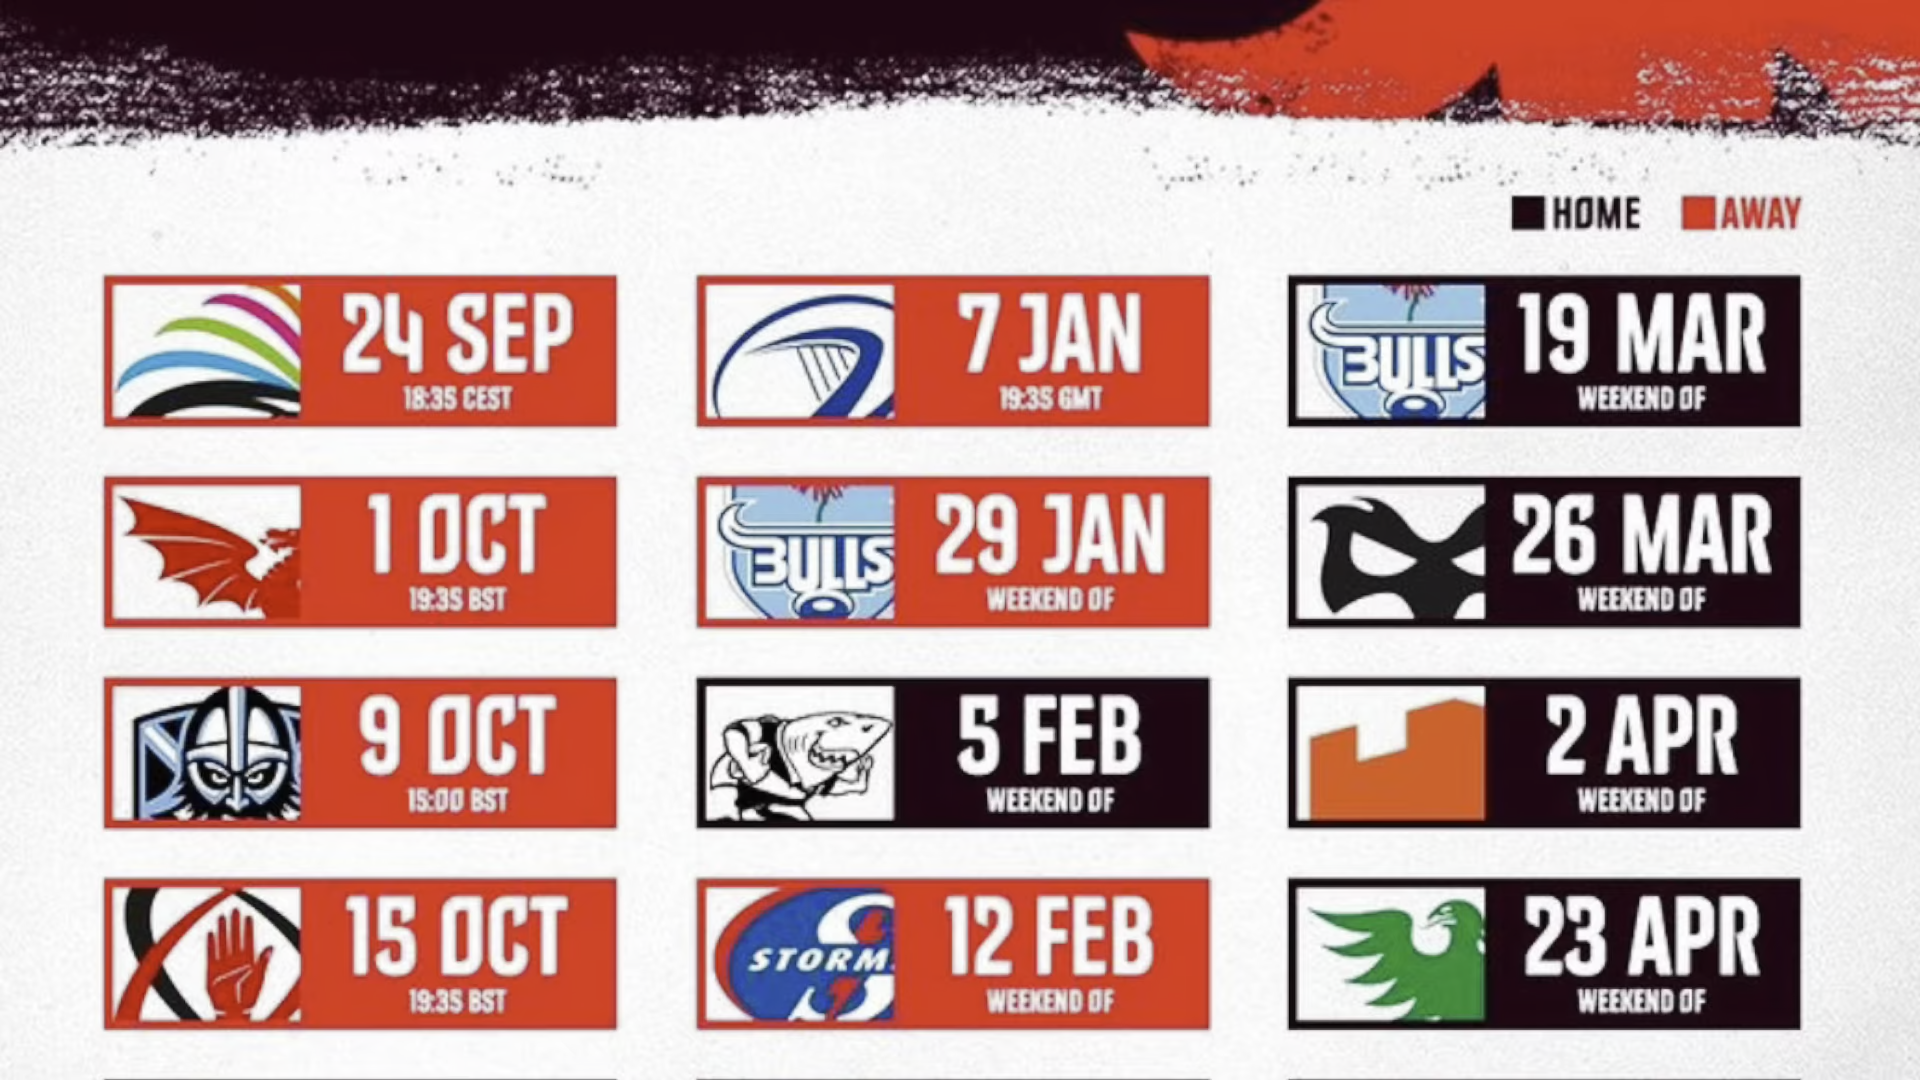 HOME AWAY
24 SEP
18:35 CEST
1 OCT
19:35 BST
9 OCT
15:00 BST
15 OCT
19:35 BST
7 JAN
19:35 GMT
BULLS
29 JAN
WEEKEND OF
5 FEB
WEEKEND OF
STORM
12 FEB
WEEKEND OF
BULLS
19 MAR
WEEKEND OF
26 MAR
WEEKEND OF
2 APR
WEEKEND OF
23 APR
WEEKEND OF